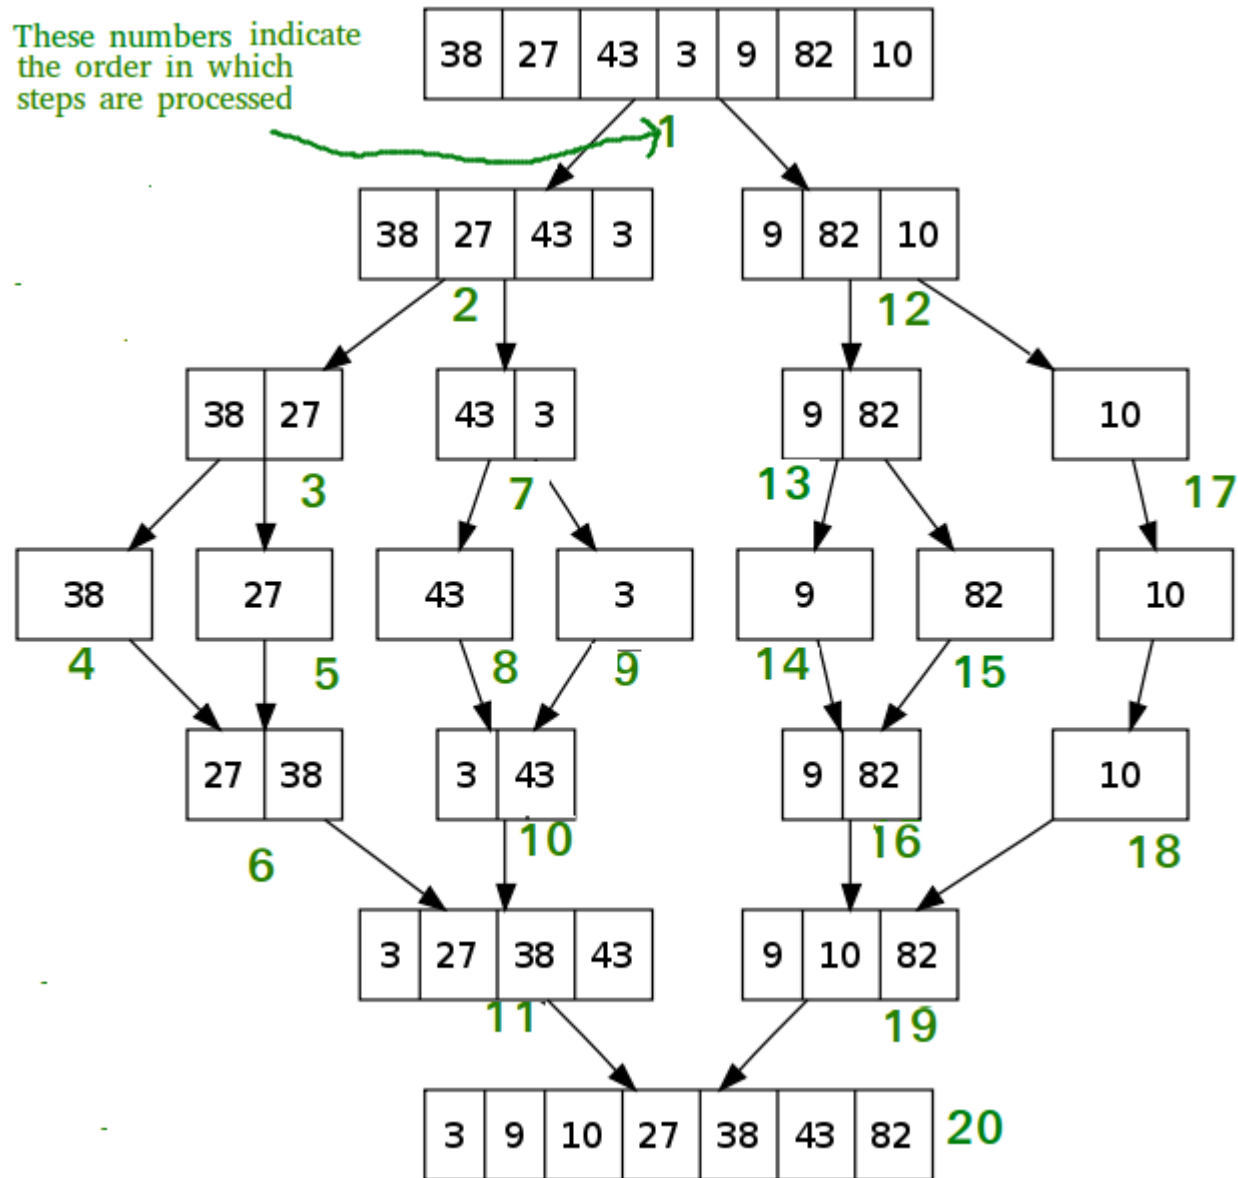 These numbers indicate
the order in which
steps are processed
38 27 43 3 9 82 10
1
38 27 43 3 9 82 10
2 12
38 27 43 3 9 82 10
3 7 13 17
38 27 43 3 9 82 10
4 5 8 9 14 15
27 38 3 43 9 82 10
6 10 16 18
3 27 38 43 9 10 82
11 19
3 9 10 27 38 43 82 20